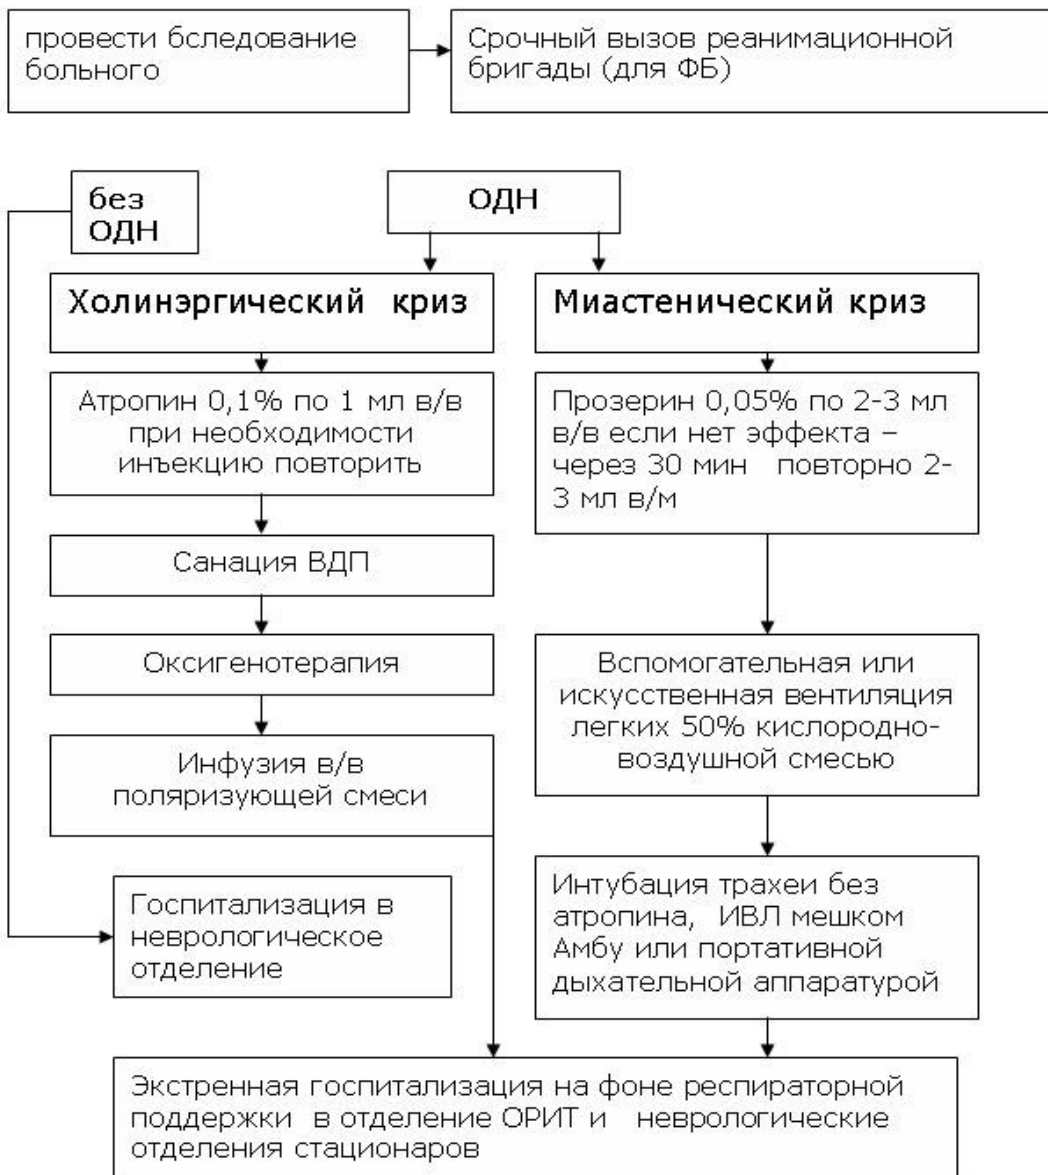 провести бследование
больного
Срочный вызов реанимационной
бригады (для ФБ)
без
ОДН
ОДН
Холинэргический криз
Миастенический криз
Атропин 0,1% по 1 мл в/в
при необходимости
инъекцию повторить
Прозерин 0,05% по 2-3 мл
в/в если нет эффекта –
через 30 мин повторно 2-
3 мл в/м
Санация ВДП
Оксигенотерапия
Вспомогательная или
искусственная вентиляция
легких 50% кислородно-
воздушной смесью
Инфузия в/в
поляризующей смеси
Госпитализация в
неврологическое
отделение
Интубация трахеи без
атропина, ИВЛ мешком
Амбу или портативной
дыхательной аппаратурой
Экстренная госпитализация на фоне респираторной
поддержки в отделение ОРИТ и неврологические
отделения стационаров